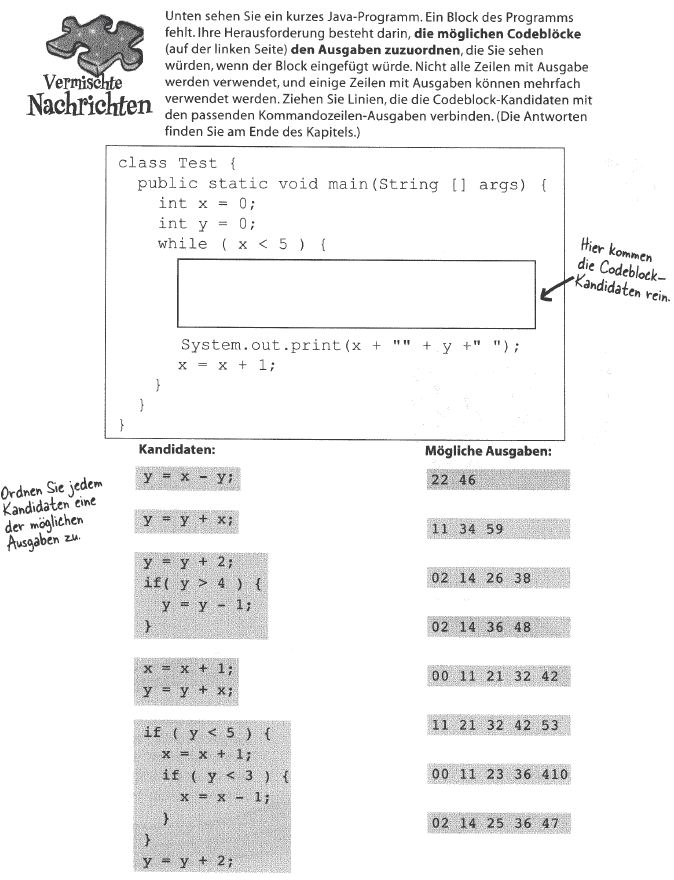 Unten sehen Sie ein kurzes Java-Programm. Ein Block des Programms
fehlt. Ihre Herausforderung besteht darin, die möglichen Codeblöcke
(auf der linken Seite) den Ausgaben zuzuordnen, die Sie sehen
würden, wenn der Block eingefügt würde. Nicht alle Zeilen mit Ausgabe
werden verwendet, und einige Zeilen mit Ausgaben können mehrfach
verwendet werden. Ziehen Sie Linien, die die Codeblock-Kandidaten mit
den passenden Kommandozeilen-Ausgaben verbinden. (Die Antworten
finden Sie am Ende des Kapitels.)
Vermischte
Nachrichten
class Test {
public static void main(String [] args) {
int x = 0;
int y = 0;
while ( x < 5 ) {
System.out.print(x + "" + y +" ");
x = x + 1;
}
}
}
Hier kommen
die Codeblock-
Kandidaten rein.
Kandidaten:
Ordnen Sie jedem
Kandidaten eine
der möglichen
Ausgaben zu.
y = x - y;
y = y + x;
y = y + 2;
if( y > 4 ) {
y = y - 1;
}
x = x + 1;
y = y + x;
if ( y < 5 ) {
x = x + 1;
if ( y < 3 ) {
x = x - 1;
}
}
y = y + 2;
Mögliche Ausgaben:
22 46
11 34 59
02 14 26 38
02 14 36 48
00 11 21 32 42
11 21 32 42 53
00 11 23 36 410
02 14 25 36 47